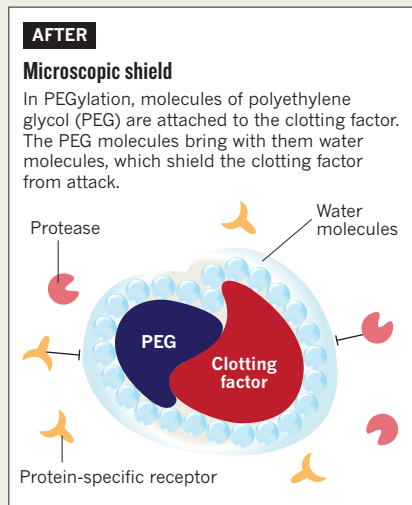 AFTER
Microscopic shield
In PEGylation, molecules of polyethylene
glycol (PEG) are attached to the clotting factor.
The PEG molecules bring with them water
molecules, which shield the clotting factor
from attack.
Water
molecules
Protease
PEG
Clotting
factor
Protein-specific receptor